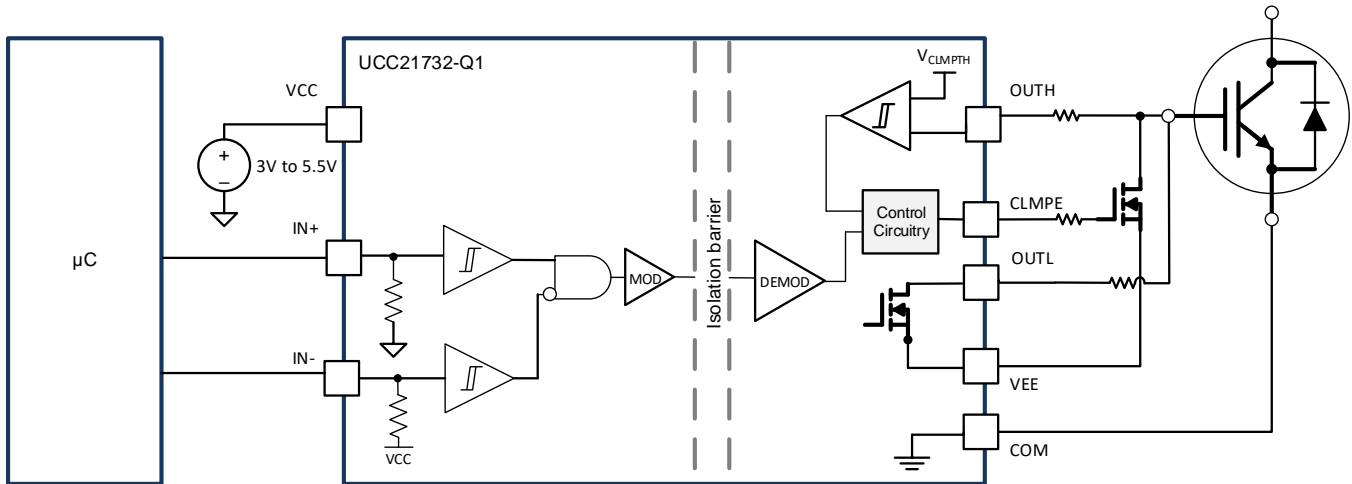 µC
VCC
3V to 5.5V
IN+
IN-
UCC21732-Q1
VCC
MOD
Isolation barrier
DEMOD
VCLMPTH
Control
Circuitry
OUTH
CLMPE
OUTL
VEE
COM